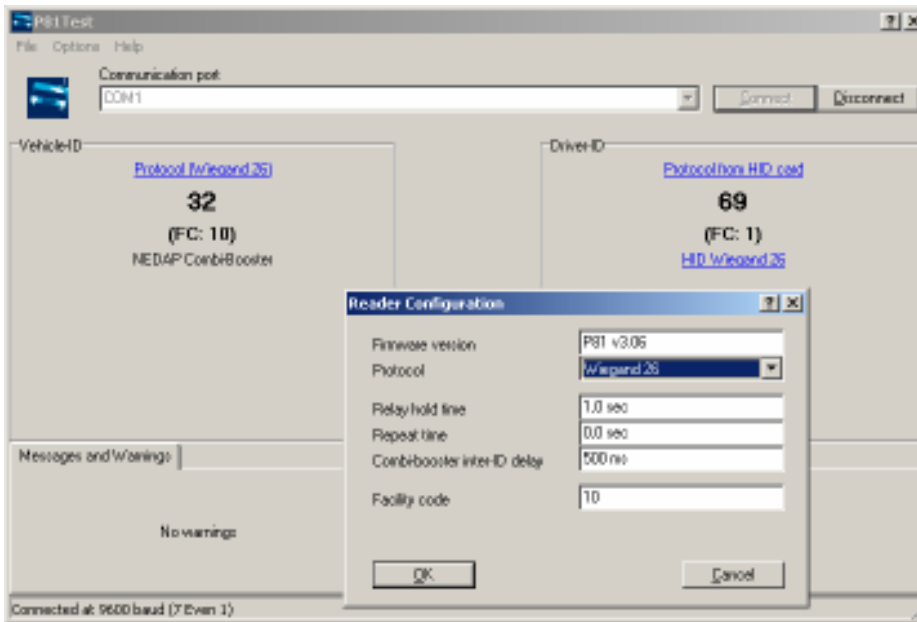 P81Test
File Options Help
Communication port
COM1
Connect
Disconnect
Vehicle-ID
Protocol (Wiegand 26)
32
(FC: 10)
NEDAP Combi-Booster
Driver-ID
Protocol from HID card
69
(FC: 1)
HID Wiegand 26
Reader Configuration
Firmware version P81 v3.06
Protocol Wiegand 26
Relay hold time 1.0 sec
Repeat time 0.0 sec
Combi-booster inter-ID delay 500 ms
Facility code 10
OK Cancel
Messages and Warnings
No warnings
Connected at 9600 baud (7 Even 1)